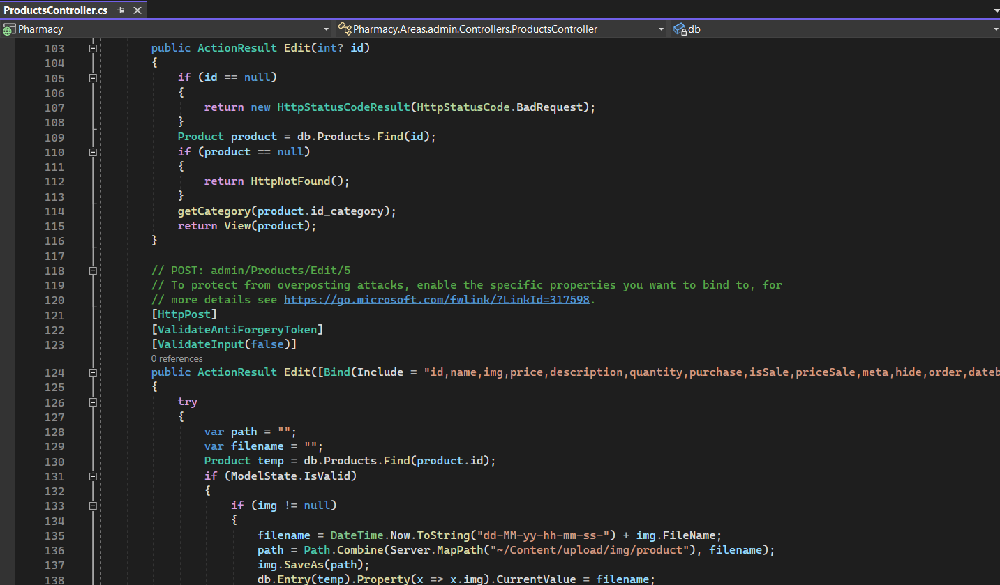 ProductsController.cs
Pharmacy Pharmacy.Areas.admin.Controllers.ProductsController db
103 public ActionResult Edit(int? id)
104 {
105 if (id == null)
106 {
107 return new HttpStatusCodeResult(HttpStatusCode.BadRequest);
108 }
109 Product product = db.Products.Find(id);
110 if (product == null)
111 {
112 return HttpNotFound();
113 }
114 getCategory(product.id_category);
115 return View(product);
116 }
117
118 // POST: admin/Products/Edit/5
119 // To protect from overposting attacks, enable the specific properties you want to bind to, for
120 // more details see https://go.microsoft.com/fwlink/?LinkId=317598.
121 [HttpPost]
122 [ValidateAntiForgeryToken]
123 [ValidateInput(false)]
0 references
124 public ActionResult Edit([Bind(Include = "id,name,img,price,description,quantity,purchase,isSale,priceSale,meta,hide,order,dateb
125 {
126 try
127 {
128 var path = "";
129 var filename = "";
130 Product temp = db.Products.Find(product.id);
131 if (ModelState.IsValid)
132 {
133 if (img != null)
134 {
135 filename = DateTime.Now.ToString("dd-MM-yy-hh-mm-ss-") + img.FileName;
136 path = Path.Combine(Server.MapPath("~/Content/upload/img/product"), filename);
137 img.SaveAs(path);
138 db.Entry(temp).Property(x => x.img).CurrentValue = filename;